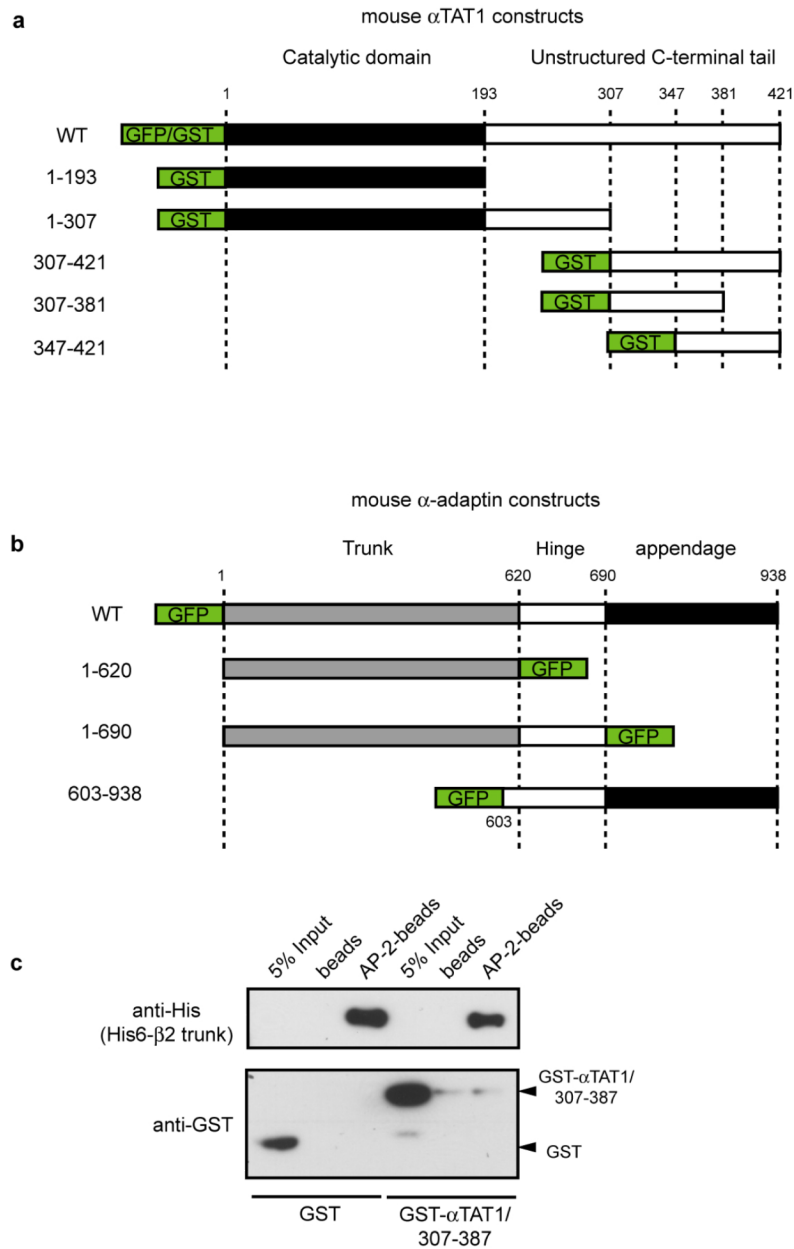 a
mouse αTAT1 constructs
Catalytic domain Unstructured C-terminal tail
1 193 307 347 381 421
WT GFP/GST
1-193 GST
1-307 GST
307-421 GST
307-381 GST
347-421 GST
mouse α-adaptin constructs
b
Trunk Hinge appendage
1 620 690 938
WT GFP
1-620 GFP
1-690 GFP
603-938 GFP
603
c
5% Input beads AP-2-beads 5% Input beads AP-2-beads
anti-His
(His6-β2 trunk)
anti-GST
GST-αTAT1/
307-387
GST
GST GST-αTAT1/
307-387